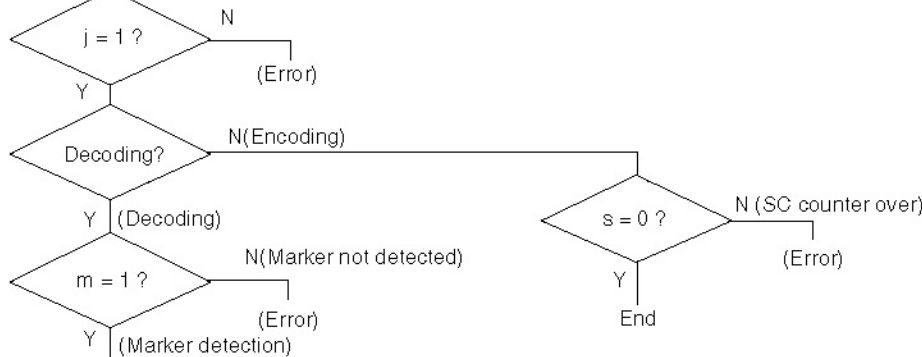 N
j = 1 ?
(Error)
Y
N(Encoding)
Decoding?
Y (Decoding)
N (SC counter over)
s = 0 ?
(Error)
N(Marker not detected)
m = 1 ?
Y
(Error)
End
Y (Marker detection)